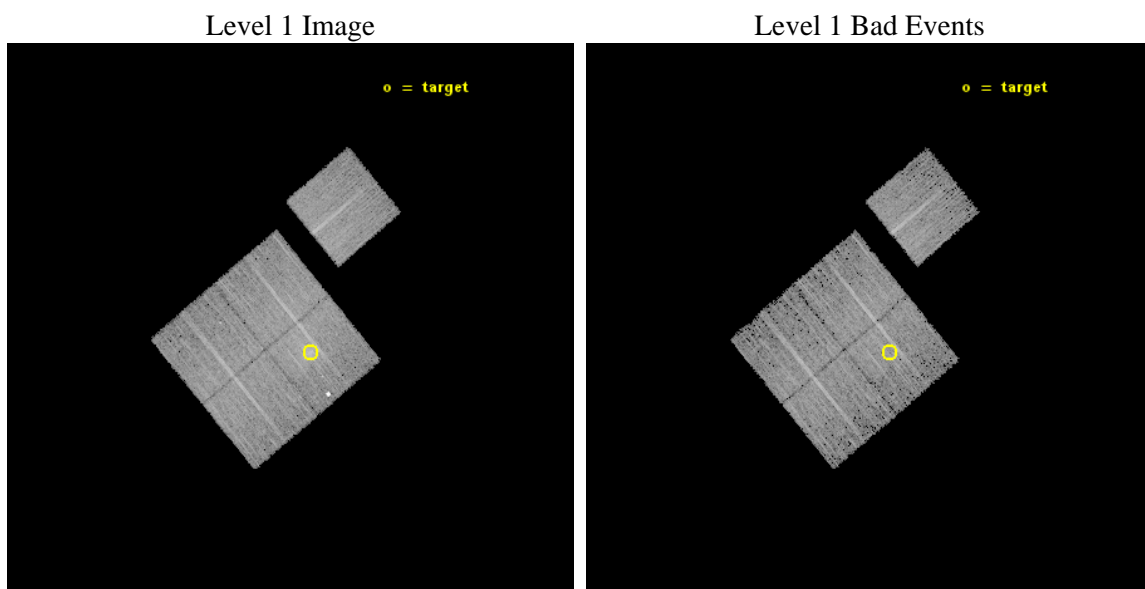 Level 1 Image
Level 1 Bad Events
o = target
o = target